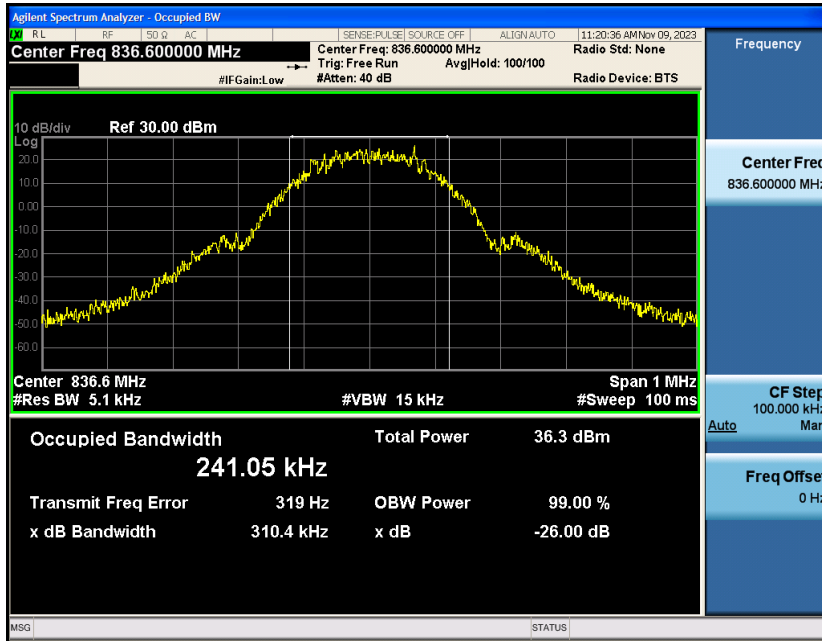 Agilent Spectrum Analyzer - Occupied BW
LXI RL RF 50 Ω AC SENSE:PULSE SOURCE OFF ALIGN AUTO 11:20:36 AM Nov 09, 2023
Center Freq 836.600000 MHz
Center Freq: 836.600000 MHz
Radio Std: None
Trig: Free Run Avg|Hold: 100/100
#IFGain:Low #Atten: 40 dB Radio Device: BTS
10 dB/div Ref 30.00 dBm
Log
20.0
10.0
0.00
-10.0
-20.0
-30.0
-40.0
-50.0
-60.0
Center 836.6 MHz Span 1 MHz
#Res BW 5.1 kHz #VBW 15 kHz #Sweep 100 ms
Occupied Bandwidth Total Power 36.3 dBm
241.05 kHz
Transmit Freq Error 319 Hz OBW Power 99.00 %
x dB Bandwidth 310.4 kHz x dB -26.00 dB
MSG STATUS
Frequency
Center Freq
836.600000 MHz
CF Step
100.000 kHz
Auto Man
Freq Offset
0 Hz